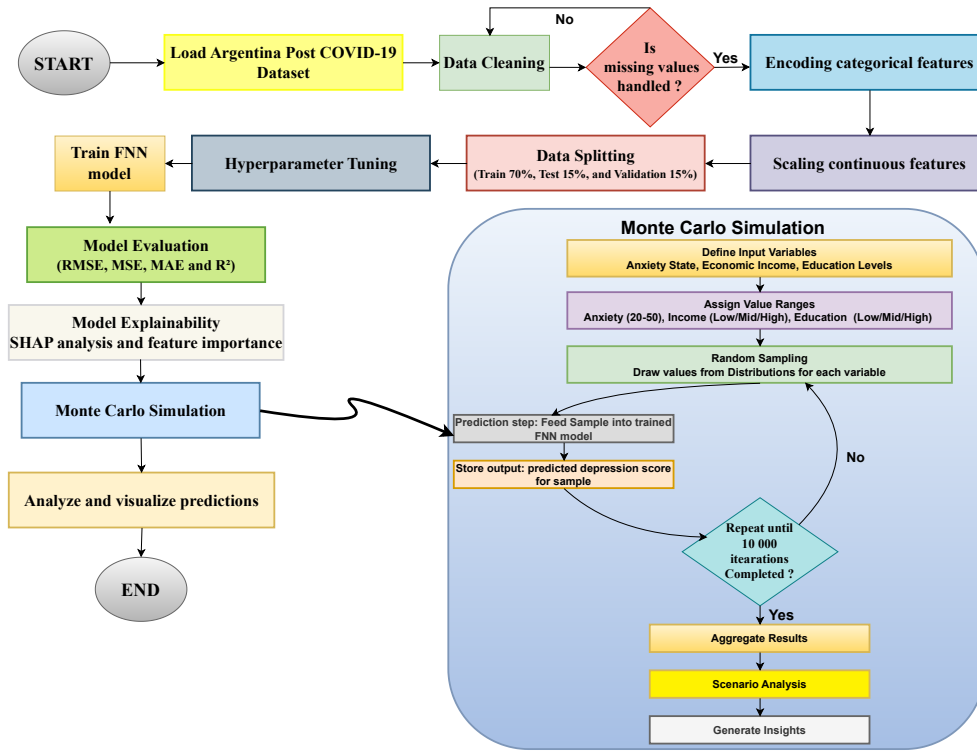 START
Load Argentina Post COVID-19
Dataset
Data Cleaning
No
Is
missing values
handled ?
Yes
Encoding categorical features
Scaling continuous features
Data Splitting
(Train 70%, Test 15%, and Validation 15%)
Hyperparameter Tuning
Train FNN
model
Model Evaluation
(RMSE, MSE, MAE and R²)
Model Explainability
SHAP analysis and feature importance
Monte Carlo Simulation
Analyze and visualize predictions
END
Monte Carlo Simulation
Define Input Variables
Anxiety State, Economic Income, Education Levels
Assign Value Ranges
Anxiety (20-50), Income (Low/Mid/High), Education (Low/Mid/High)
Random Sampling
Draw values from Distributions for each variable
Prediction step: Feed Sample into trained
FNN model
Store output: predicted depression score
for sample
No
Repeat until
10 000
itearations
Completed ?
Yes
Aggregate Results
Scenario Analysis
Generate Insights